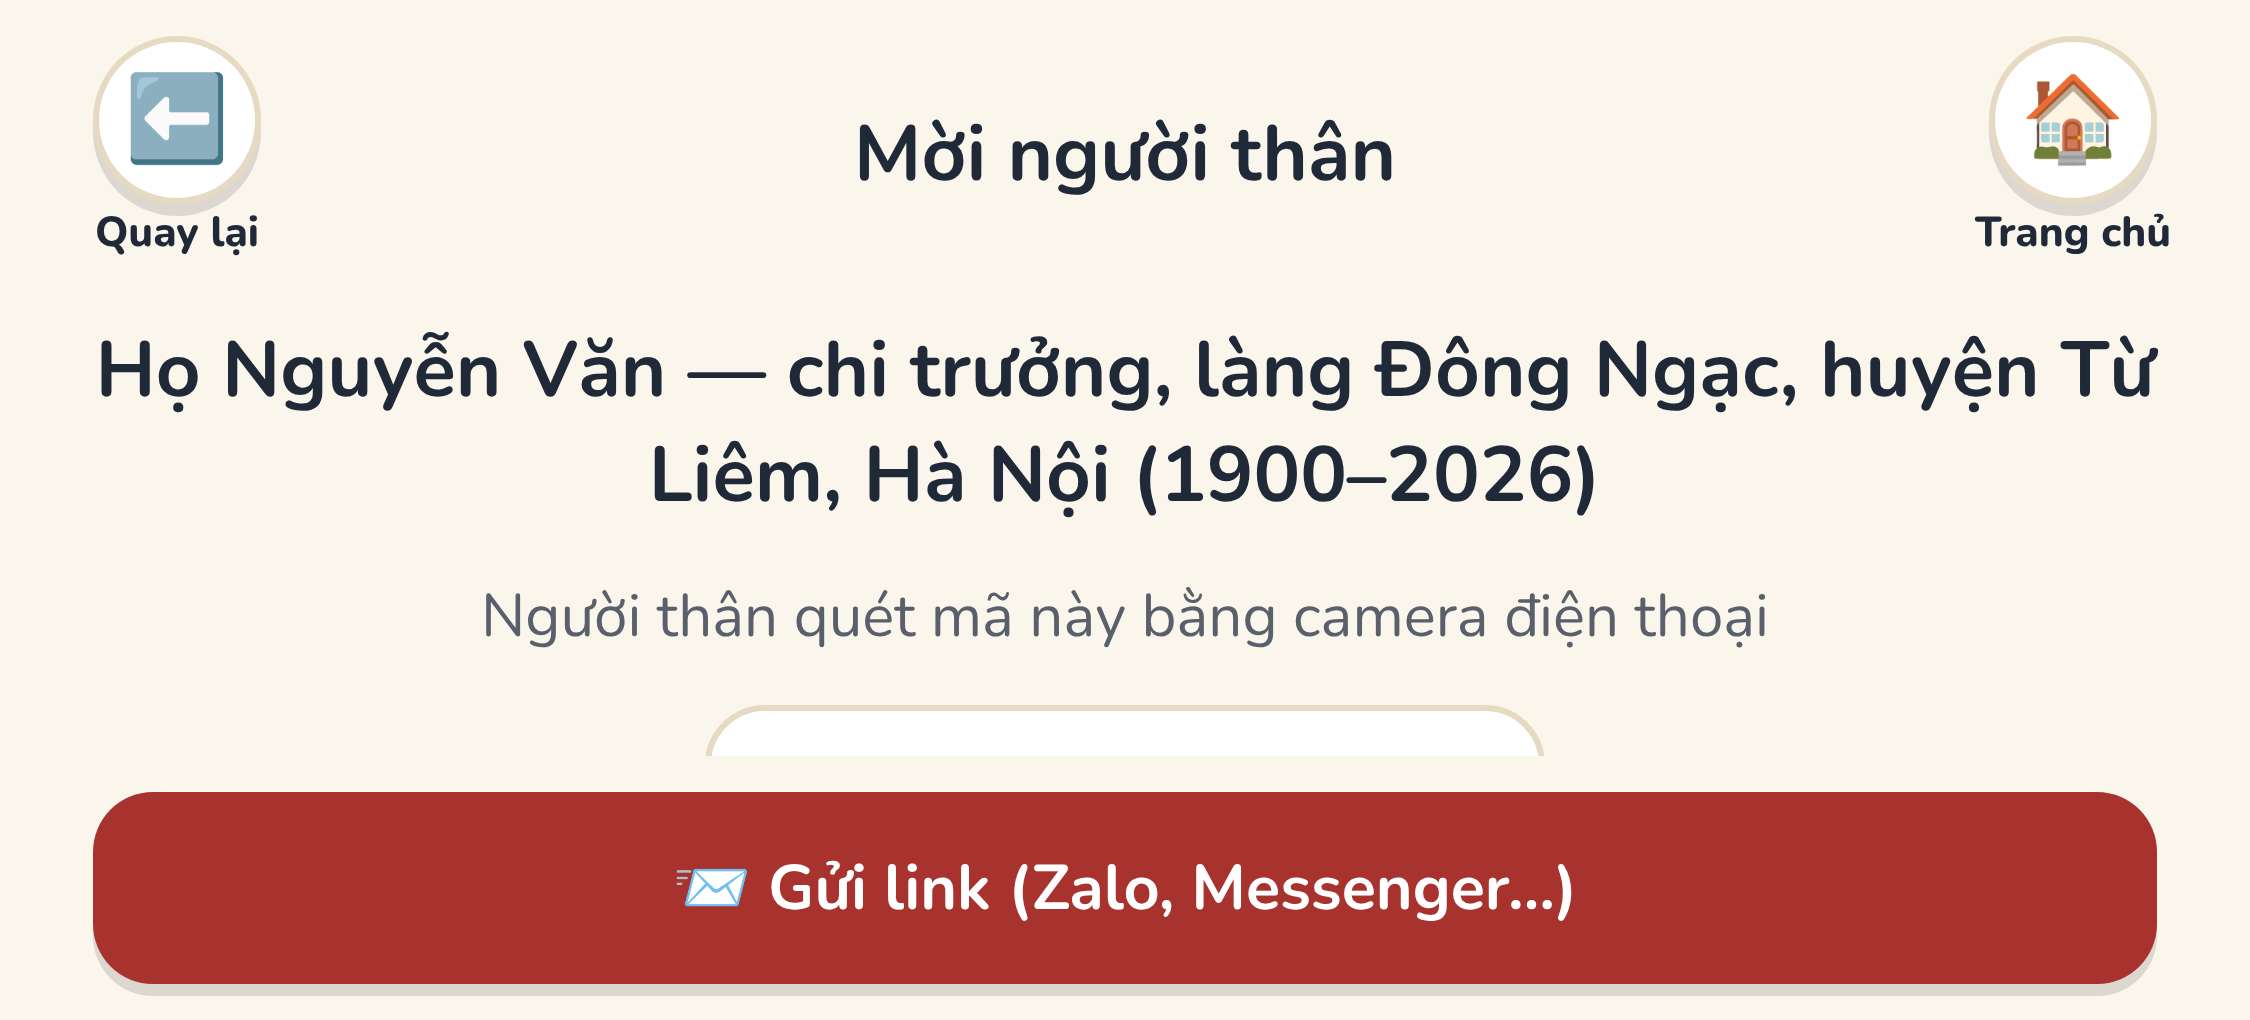 Mời người thân
Quay lại
Trang chủ
Họ Nguyễn Văn — chi trưởng, làng Đông Ngạc, huyện Từ
Liêm, Hà Nội (1900–2026)
Người thân quét mã này bằng camera điện thoại
Gửi link (Zalo, Messenger...)